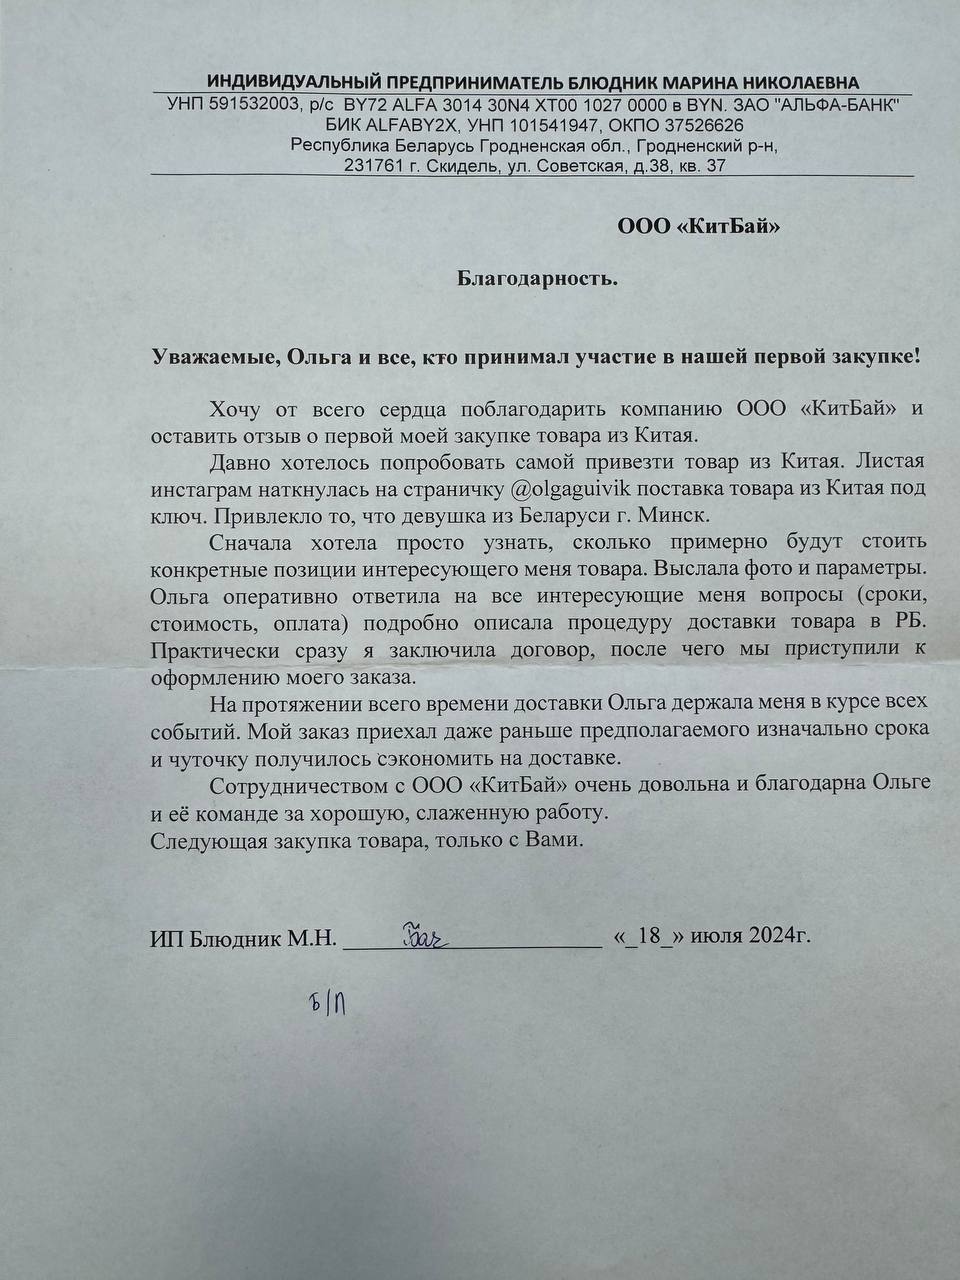 ИНДИВИДУАЛЬНЫЙ ПРЕДПРИНИМАТЕЛЬ БЛЮДНИК МАРИНА НИКОЛАЕВНА
УНП 591532003, р/с BY72 ALFA 3014 30N4 XT00 1027 0000 в BYN. ЗАО "АЛЬФА-БАНК"
БИК ALFABY2X, УНП 101541947, ОКПО 37526626
Республика Беларусь Гродненская обл., Гродненский р-н,
231761 г. Скидель, ул. Советская, д.38, кв. 37
ООО «КитБай»
Благодарность.
Уважаемые, Ольга и все, кто принимал участие в нашей первой закупке!
Хочу от всего сердца поблагодарить компанию ООО «КитБай» и
оставить отзыв о первой моей закупке товара из Китая.
Давно хотелось попробовать самой привезти товар из Китая. Листая
инстаграм наткнулась на страничку @olgaguivik поставка товара из Китая под
ключ. Привлекло то, что девушка из Беларуси г. Минск.
Сначала хотела просто узнать, сколько примерно будут стоить
конкретные позиции интересующего меня товара. Выслала фото и параметры.
Ольга оперативно ответила на все интересующие меня вопросы (сроки,
стоимость, оплата) подробно описала процедуру доставки товара в РБ.
Практически сразу я заключила договор, после чего мы приступили к
оформлению моего заказа.
На протяжении всего времени доставки Ольга держала меня в курсе всех
событий. Мой заказ приехал даже раньше предполагаемого изначально срока
и чуточку получилось сэкономить на доставке.
Сотрудничеством с ООО «КитБай» очень довольна и благодарна Ольге
и её команде за хорошую, слаженную работу.
Следующая закупка товара, только с Вами.
ИП Блюдник М.Н. «_18_» июля 2024г.
Б/П